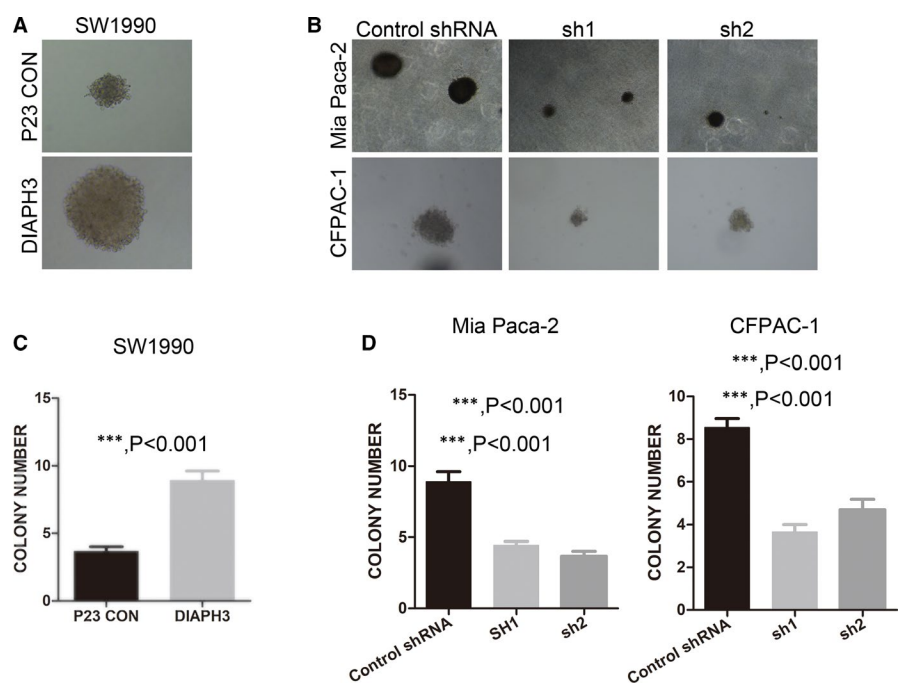 A
SW1990
P23 CON
DIAPH3
B
Control shRNA
sh1
sh2
Mia Paca-2
CFPAC-1
C
SW1990
COLONY NUMBER
15
10
5
0
***,P<0.001
P23 CON
DIAPH3
D
Mia Paca-2
COLONY NUMBER
15
10
5
0
***,P<0.001
***,P<0.001
Control shRNA
SH1
sh2
CFPAC-1
COLONY NUMBER
10
8
6
4
2
0
***,P<0.001
***,P<0.001
Control shRNA
sh1
sh2